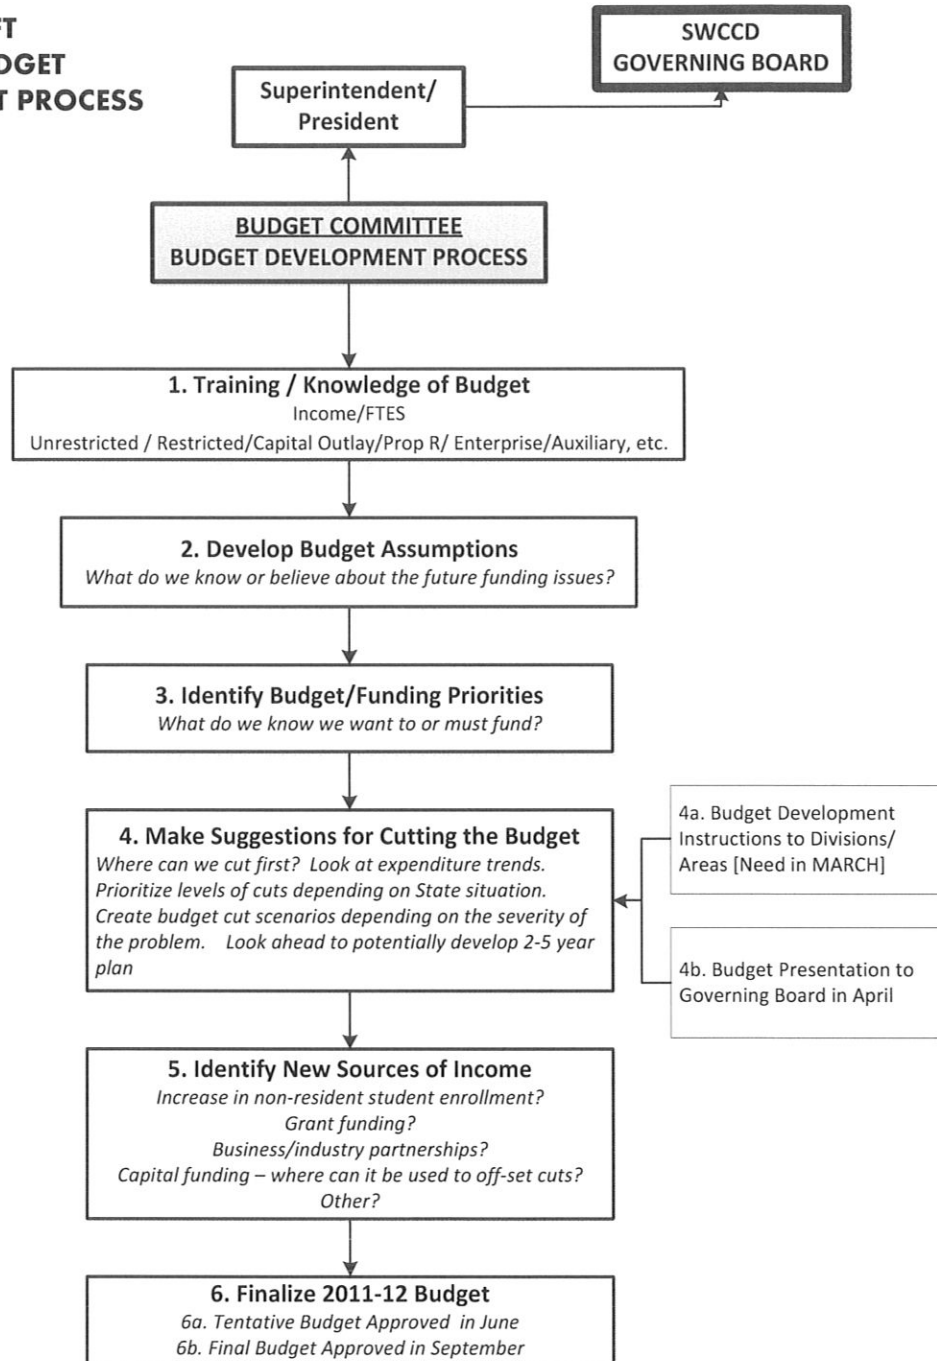 FT
DGET
T PROCESS
SWCCD
GOVERNING BOARD
Superintendent/
President
BUDGET COMMITTEE
BUDGET DEVELOPMENT PROCESS
1. Training / Knowledge of Budget
Income/FTES
Unrestricted / Restricted/Capital Outlay/Prop R/ Enterprise/Auxiliary, etc.
2. Develop Budget Assumptions
What do we know or believe about the future funding issues?
3. Identify Budget/Funding Priorities
What do we know we want to or must fund?
4. Make Suggestions for Cutting the Budget
Where can we cut first?  Look at expenditure trends.
Prioritize levels of cuts depending on State situation.
Create budget cut scenarios depending on the severity of
the problem.   Look ahead to potentially develop 2-5 year
plan
4a. Budget Development
Instructions to Divisions/
Areas [Need in MARCH]
4b. Budget Presentation to
Governing Board in April
5. Identify New Sources of Income
Increase in non-resident student enrollment?
Grant funding?
Business/industry partnerships?
Capital funding – where can it be used to off-set cuts?
Other?
6. Finalize 2011-12 Budget
6a. Tentative Budget Approved  in June
6b. Final Budget Approved in September